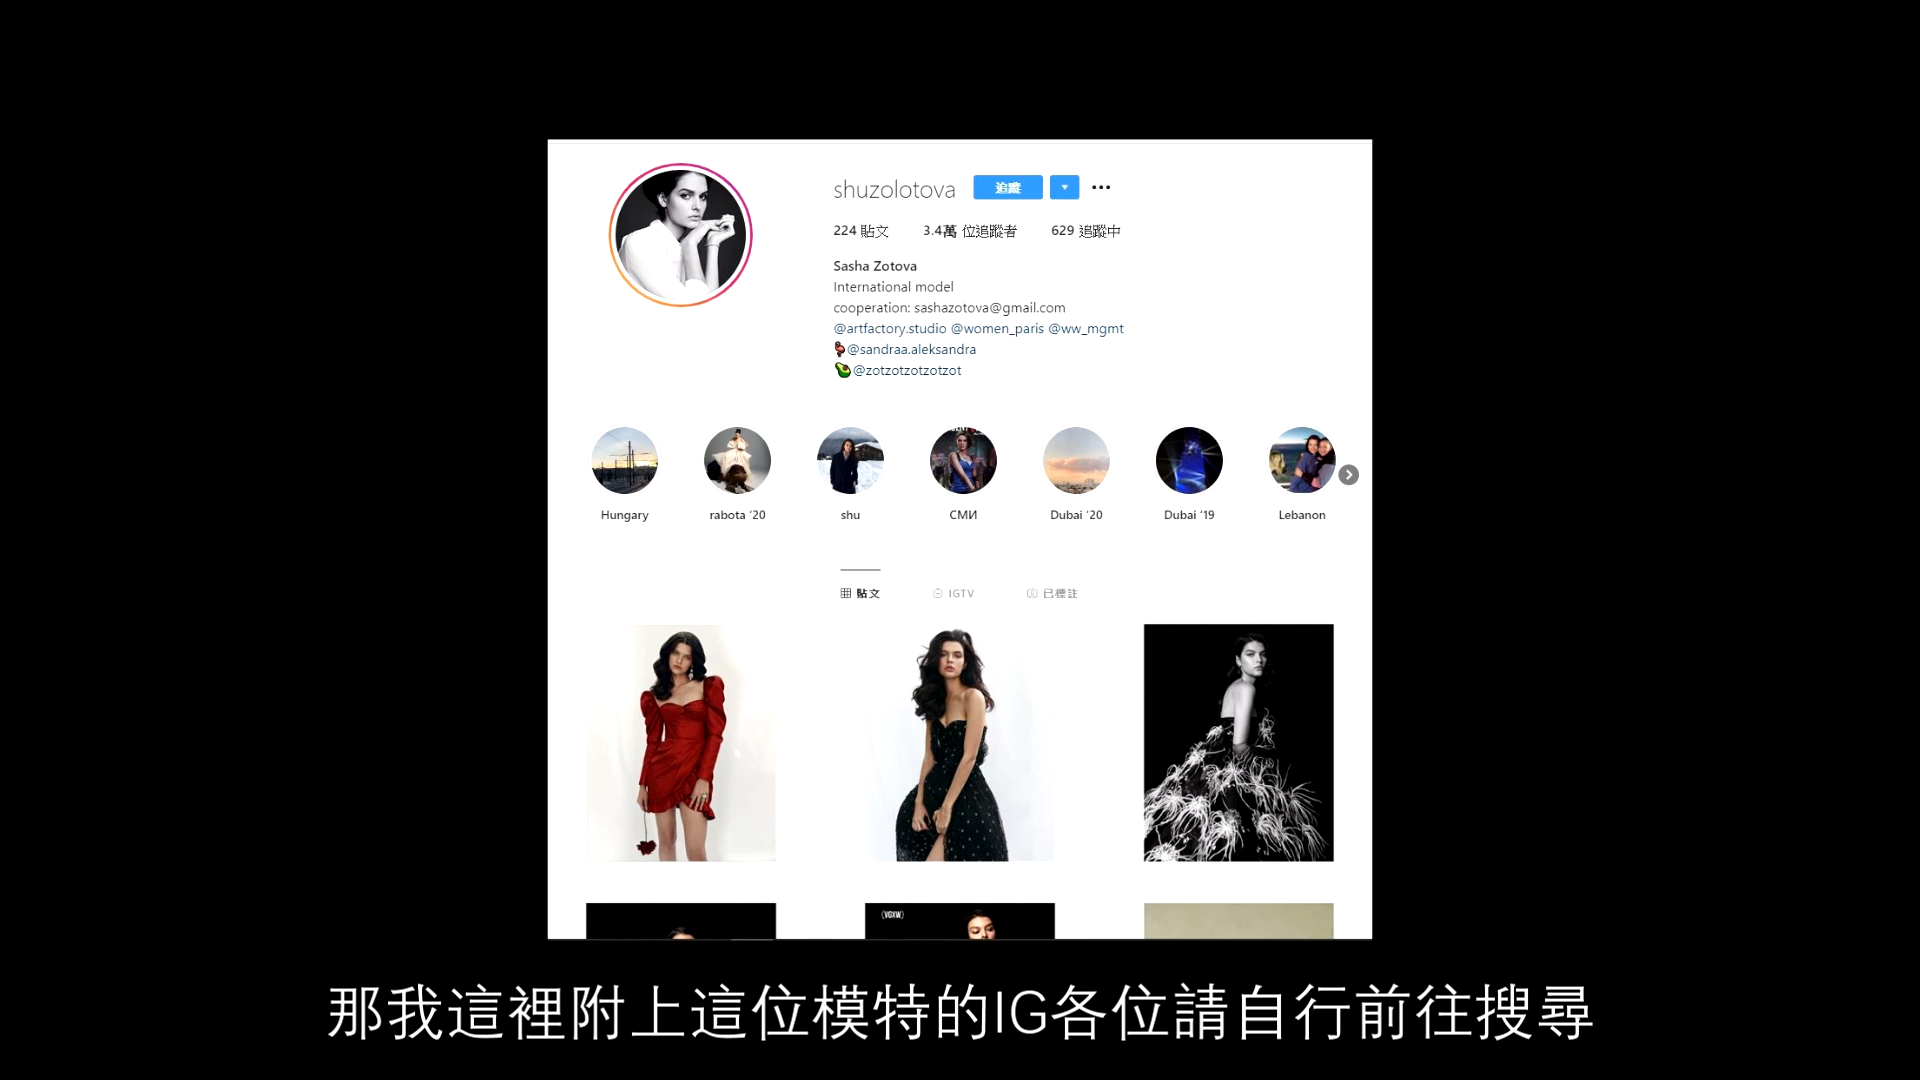 shuzolotova 追蹤
224 貼文 3.4萬 位追蹤者 629 追蹤中
Sasha Zotova
International model
cooperation: sashazotova@gmail.com
@artfactory.studio @women_paris @ww_mgmt
@sandraa.aleksandra
@zotzotzotzotzot
Hungary rabota ‘20 shu СМИ Dubai ‘20 Dubai ‘19 Lebanon
貼文 IGTV 已標註
(VGXW)
那我這裡附上這位模特的IG各位請自行前往搜尋